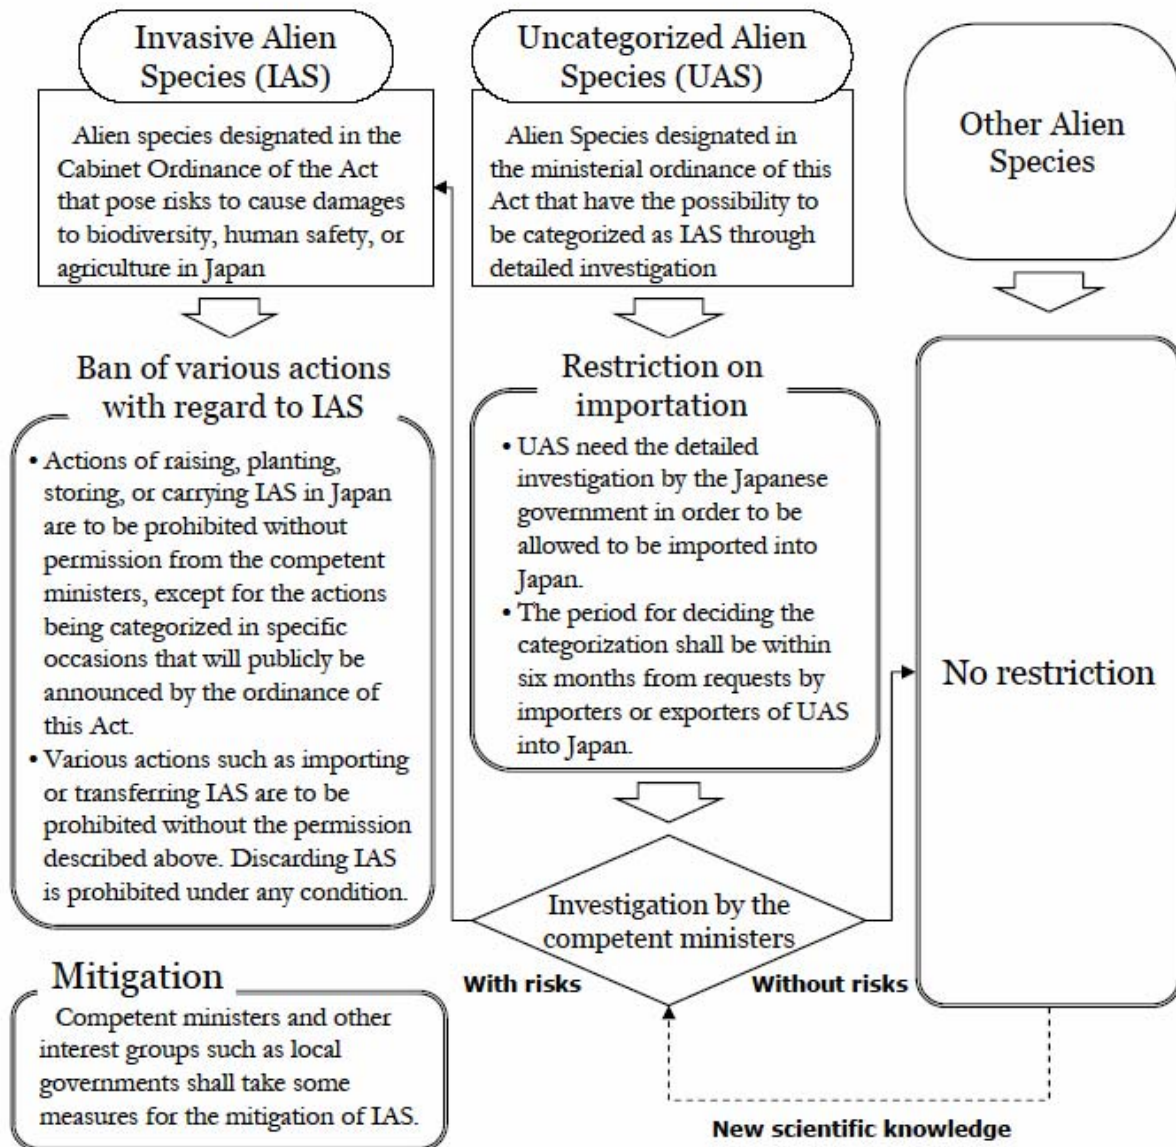 Invasive Alien
Species (IAS)
Alien species designated in the
Cabinet Ordinance of the Act
that pose risks to cause damages
to biodiversity, human safety, or
agriculture in Japan
Ban of various actions
with regard to IAS
• Actions of raising, planting,
storing, or carrying IAS in Japan
are to be prohibited without
permission from the competent
ministers, except for the actions
being categorized in specific
occasions that will publicly be
announced by the ordinance of
this Act.
• Various actions such as importing
or transferring IAS are to be
prohibited without the permission
described above. Discarding IAS
is prohibited under any condition.
Mitigation
Competent ministers and other
interest groups such as local
governments shall take some
measures for the mitigation of IAS.
Uncategorized Alien
Species (UAS)
Alien Species designated in
the ministerial ordinance of this
Act that have the possibility to
be categorized as IAS through
detailed investigation
Restriction on
importation
• UAS need the detailed
investigation by the Japanese
government in order to be
allowed to be imported into
Japan.
• The period for deciding the
categorization shall be within
six months from requests by
importers or exporters of UAS
into Japan.
Investigation by the
competent ministers
With risks
Without risks
Other Alien
Species
No restriction
New scientific knowledge